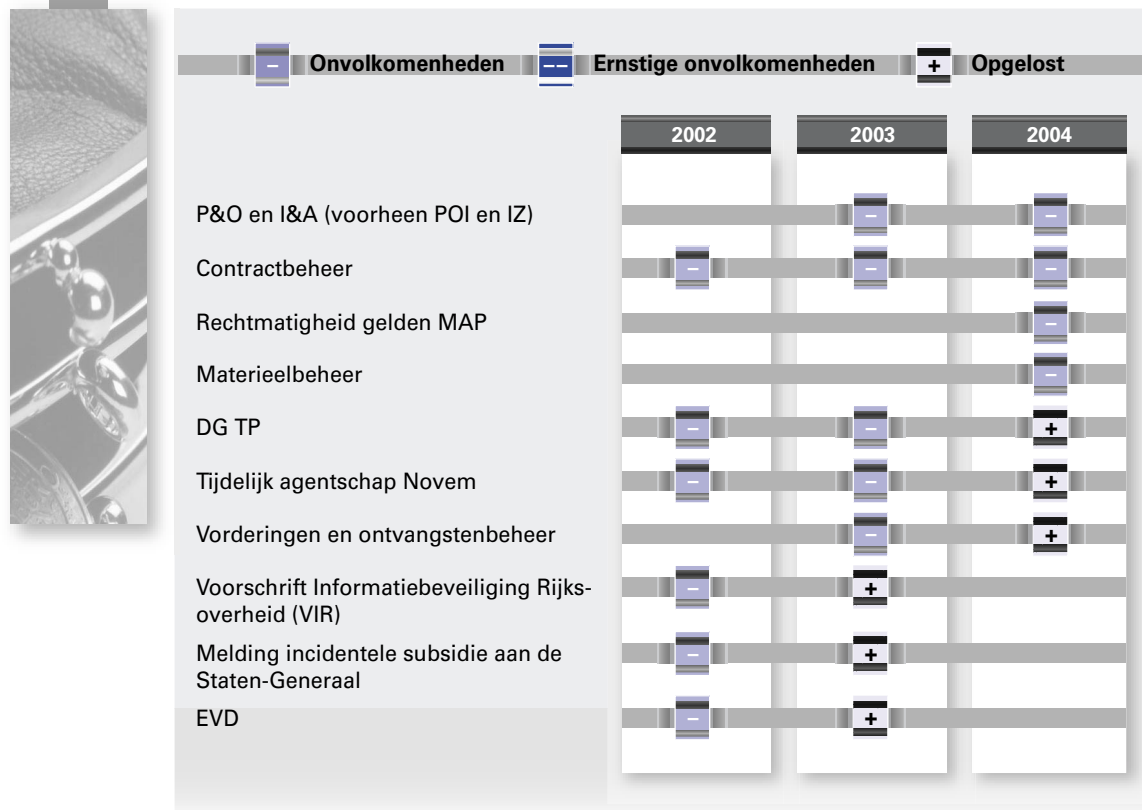 – Onvolkomenheden –– Ernstige onvolkomenheden + Opgelost
2002 2003 2004
P&O en I&A (voorheen POI en IZ) – –
Contractbeheer – – –
Rechtmatigheid gelden MAP –
Materieelbeheer –
DG TP – – +
Tijdelijk agentschap Novem – – +
Vorderingen en ontvangstenbeheer – +
Voorschrift Informatiebeveiliging Rijks- – +
overheid (VIR)
Melding incidentele subsidie aan de – +
Staten-Generaal
EVD – +